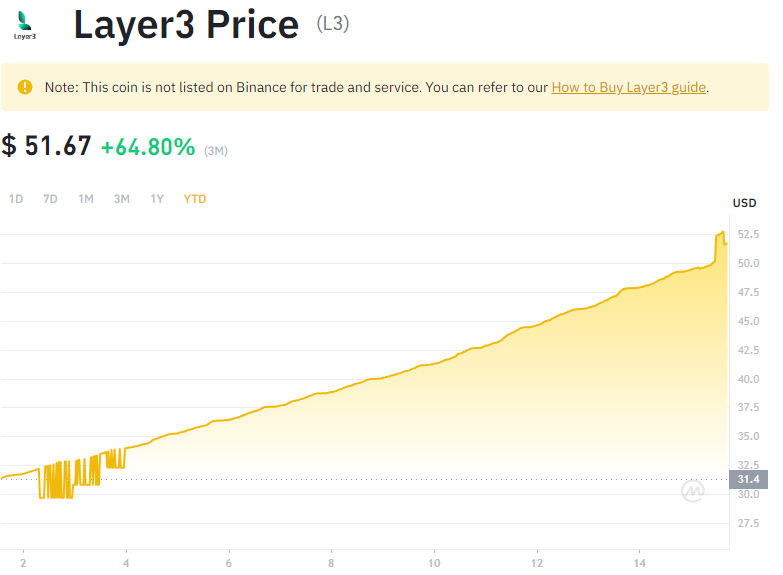 Layer3 Price (L3)
Layer3
Note: This coin is not listed on Binance for trade and service. You can refer to our How to Buy Layer3 guide.
$ 51.67 +64.80% (3M)
1D 7D 1M 3M 1Y YTD
USD
52.5
50.0
47.5
45.0
42.5
40.0
37.5
35.0
32.5
31.4
30.0
27.5
2 4 6 8 10 12 14